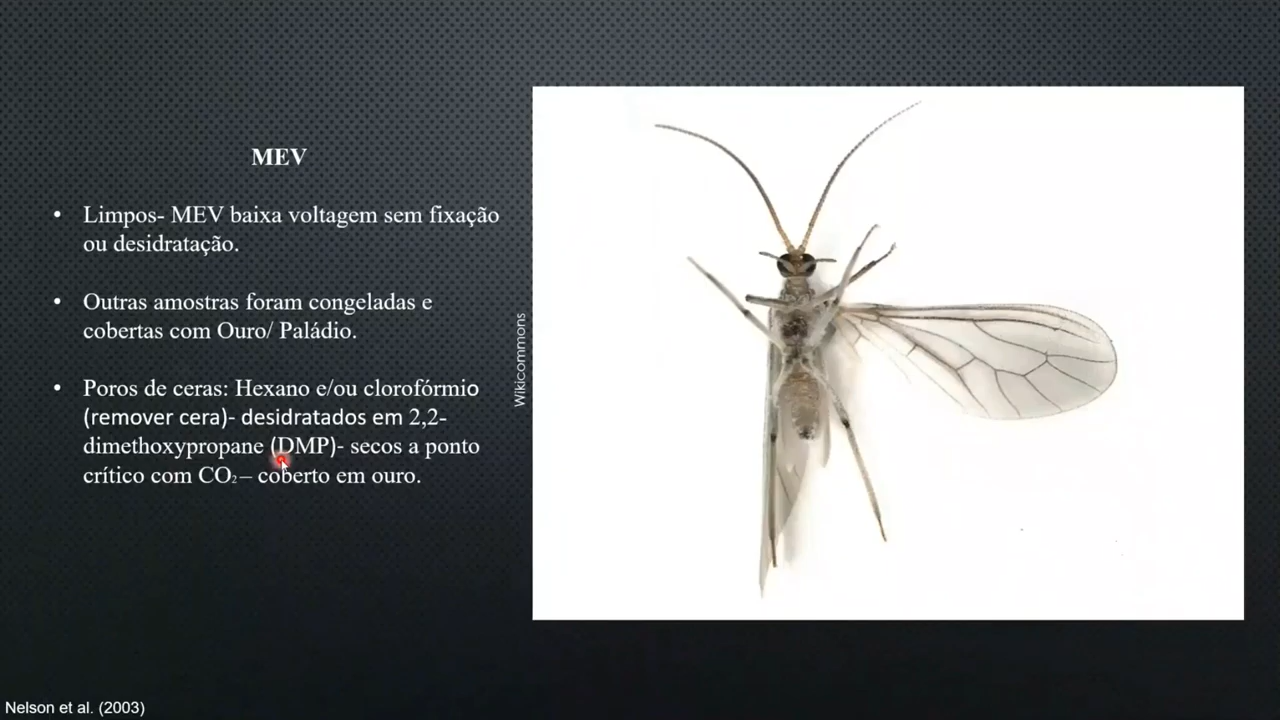 MEV
• Limpos- MEV baixa voltagem sem fixação
ou desidratação.
• Outras amostras foram congeladas e
cobertas com Ouro/ Paládio.
• Poros de ceras: Hexano e/ou clorofórmio
(remover cera)- desidratados em 2,2-
dimethoxypropane (DMP)- secos a ponto
crítico com CO₂ – coberto em ouro.
Wikicommons
Nelson et al. (2003)